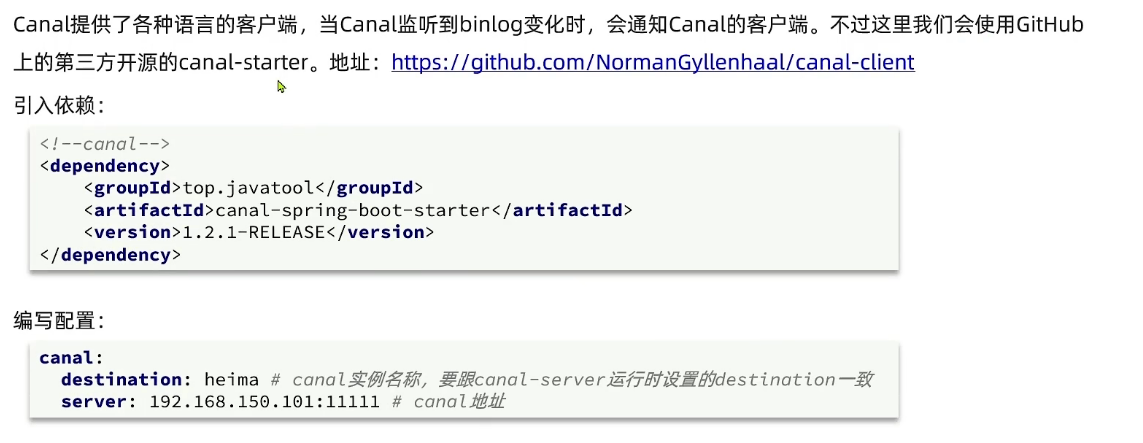 Canal提供了各种语言的客户端，当Canal监听到binlog变化时，会通知Canal的客户端。不过这里我们会使用GitHub
上的第三方开源的canal-starter。地址：https://github.com/NormanGyllenhaal/canal-client
引入依赖：
<!--canal-->
<dependency>
    <groupId>top.javatool</groupId>
    <artifactId>canal-spring-boot-starter</artifactId>
    <version>1.2.1-RELEASE</version>
</dependency>
编写配置：
canal:
  destination: heima # canal实例名称，要跟canal-server运行时设置的destination一致
  server: 192.168.150.101:11111 # canal地址